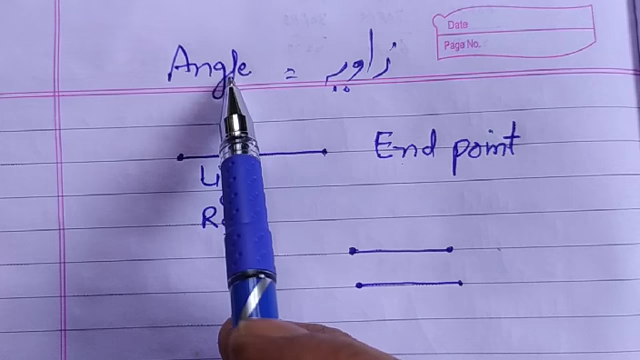 Date
Page No.
Angle = زاویہ
End point